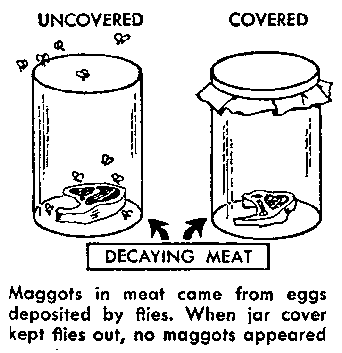 UNCOVERED COVERED
DECAYING MEAT
Maggots in meat came from eggs
deposited by flies. When jar cover
kept flies out, no maggots appeared